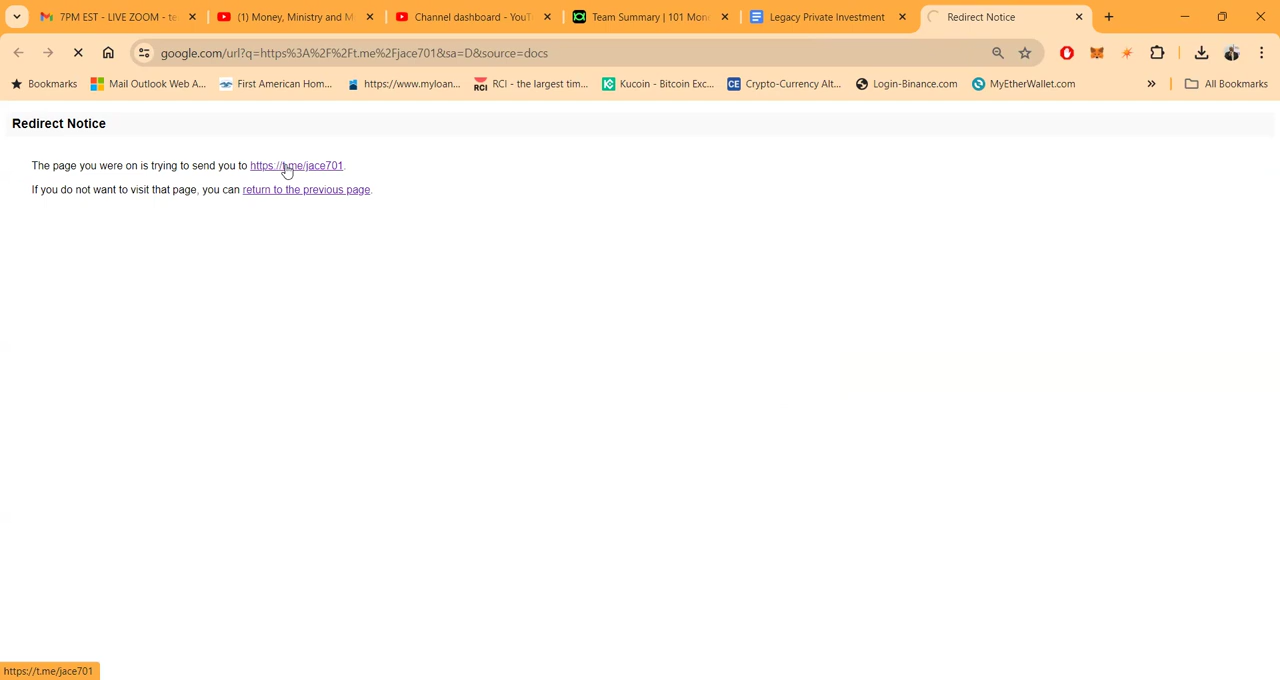 7PM EST - LIVE ZOOM - te
(1) Money, Ministry and M
Channel dashboard - YouT
Team Summary | 101 Mon
Legacy Private Investment
Redirect Notice
google.com/url?q=https%3A%2F%2Ft.me%2Fjace701&sa=D&source=docs
Bookmarks
Mail Outlook Web A...
First American Hom...
https://www.myloan...
RCI
RCI - the largest tim...
Kucoin - Bitcoin Exc...
CE
Crypto-Currency Alt...
Login-Binance.com
MyEtherWallet.com
»
All Bookmarks
Redirect Notice
The page you were on is trying to send you to https://t.me/jace701.
If you do not want to visit that page, you can return to the previous page.
https://t.me/jace701